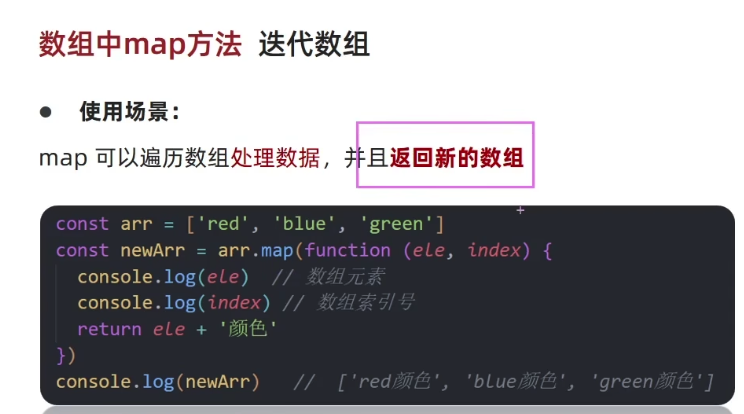 数组中map方法 迭代数组
● 使用场景：
map 可以遍历数组处理数据，并且返回新的数组
const arr = ['red', 'blue', 'green']
const newArr = arr.map(function (ele, index) {
  console.log(ele)  // 数组元素
  console.log(index) // 数组索引号
  return ele + '颜色'
})
console.log(newArr)   //  ['red颜色', 'blue颜色', 'green颜色']